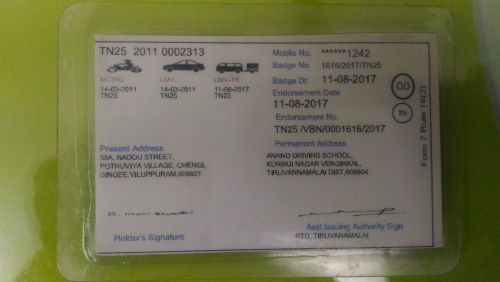 TN25 2011 0002313
Mobile No. ******1242
Badge No. 1616/2017/TN25
MCWG LMV LMV-TR
Badge Dt: 11-08-2017
14-03-2011 14-03-2011 11-08-2017
TN25 TN25 TN25
Endorsement Date
11-08-2017
Endorsement No.
TN25 /VBN/0001616/2017
OD
TN
Form 7 Rule 16(2)
Present Address
59A, NADDU STREET,
POTHUVIYA VILLAGE, CHENGI,
GINGEE,VILUPPURAM,606601
Permanent Address
ANAND DRIVING SCHOOL,
KURINJI NAGAR VENGIKKAL,
TIRUVANNAMALAI DIST,606604
Holder's Signature
Asst.Issuing Authority Sign
RTO, TIRUVANAMALAI